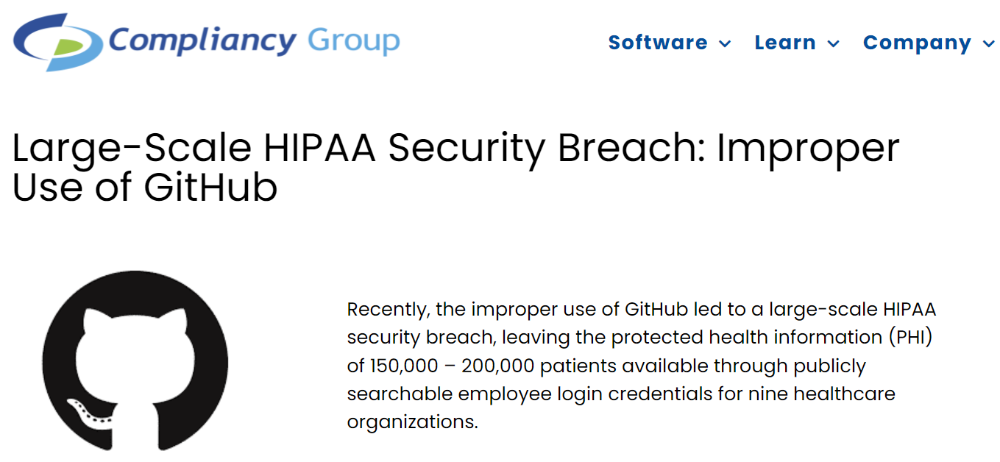 Compliancy Group
Software Learn Company
Large-Scale HIPAA Security Breach: Improper
Use of GitHub
Recently, the improper use of GitHub led to a large-scale HIPAA
security breach, leaving the protected health information (PHI)
of 150,000 – 200,000 patients available through publicly
searchable employee login credentials for nine healthcare
organizations.